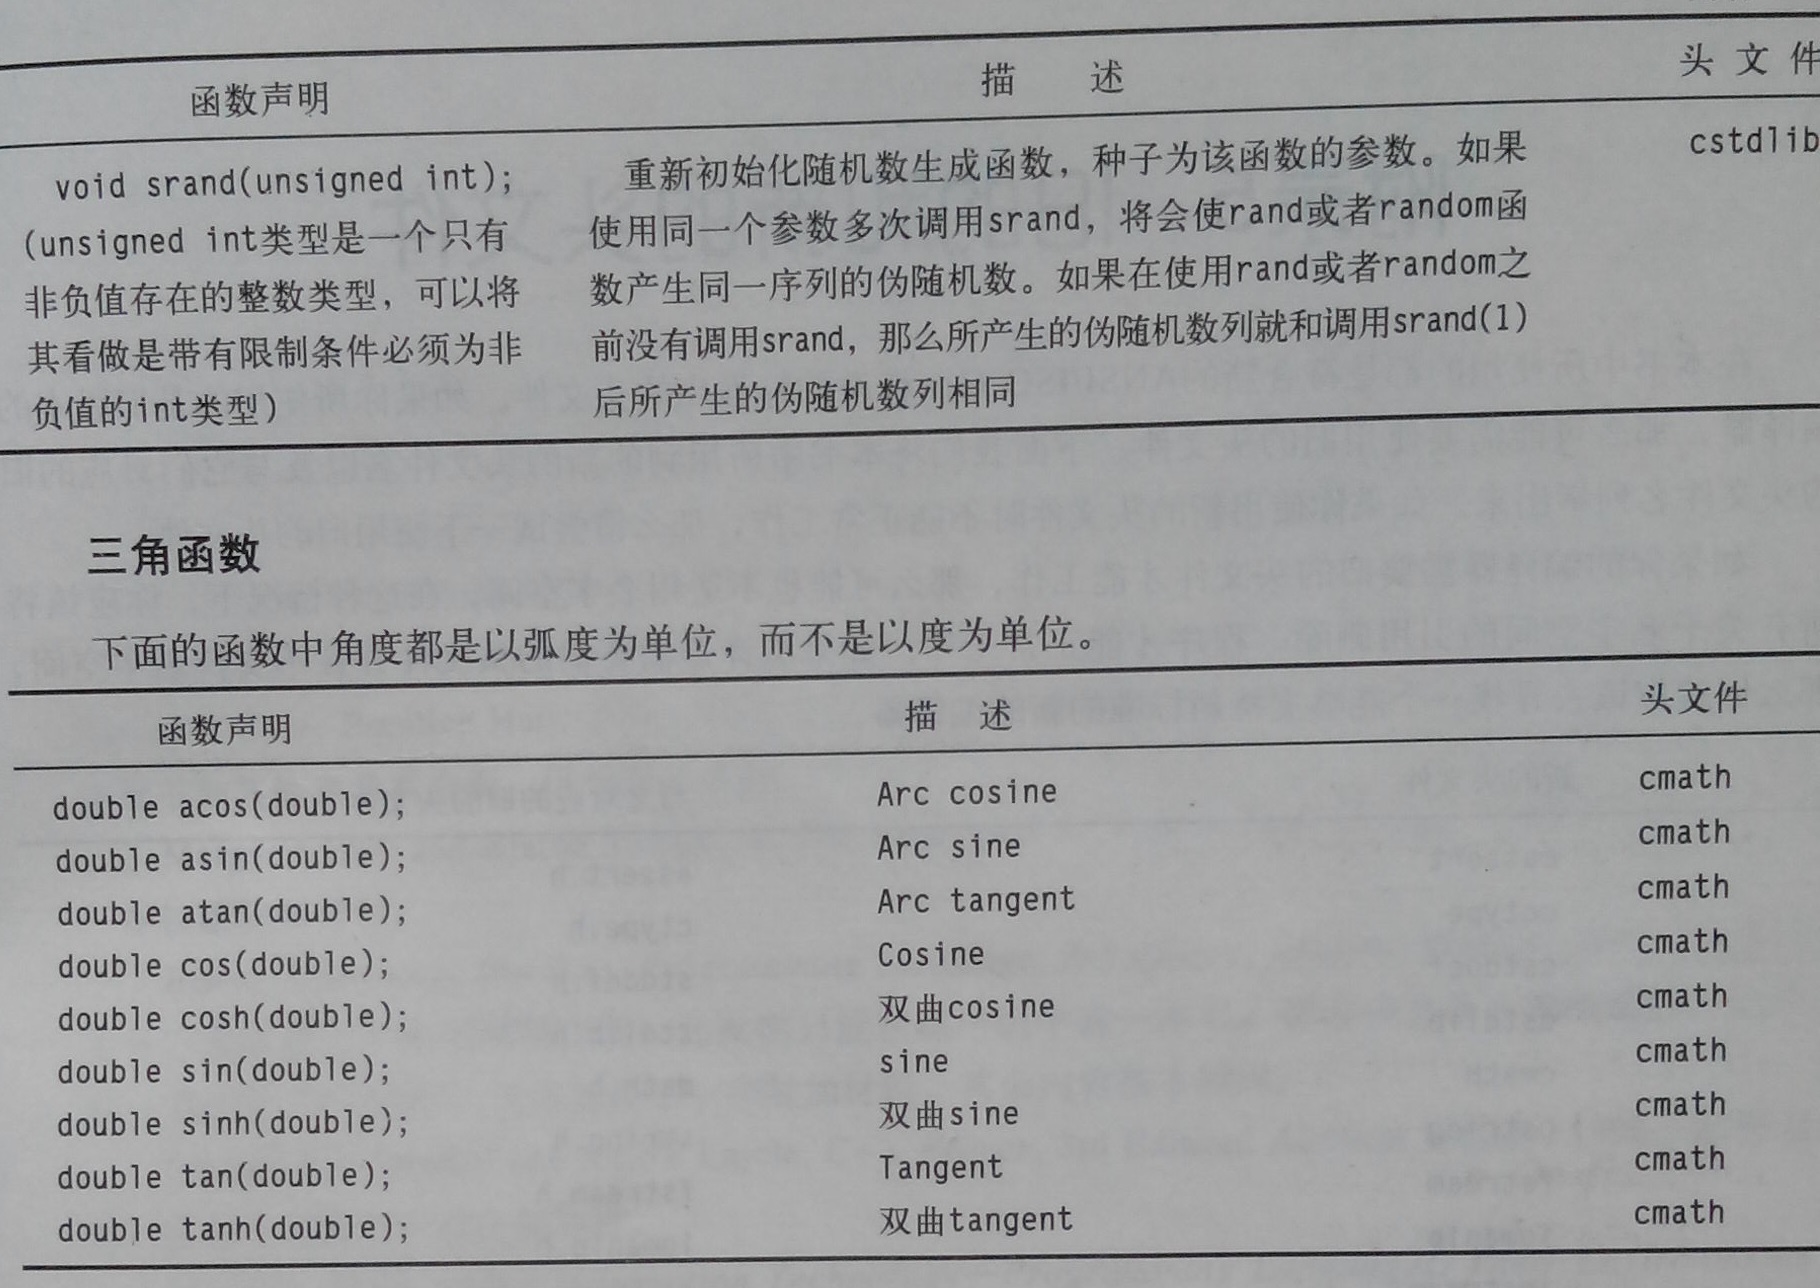 函数声明 描 述 头 文 件
void srand(unsigned int); 重新初始化随机数生成函数，种子为该函数的参数。如果 cstdlib
(unsigned int类型是一个只有 使用同一个参数多次调用srand，将会使rand或者random函
非负值存在的整数类型，可以将 数产生同一序列的伪随机数。如果在使用rand或者random之
其看做是带有限制条件必须为非 前没有调用srand，那么所产生的伪随机数列就和调用srand(1)
负值的int类型) 后所产生的伪随机数列相同
三角函数
下面的函数中角度都是以弧度为单位，而不是以度为单位。
函数声明 描 述 头文件
double acos(double); Arc cosine cmath
double asin(double); Arc sine cmath
double atan(double); Arc tangent cmath
double cos(double); Cosine cmath
double cosh(double); 双曲cosine cmath
double sin(double); sine cmath
double sinh(double); 双曲sine cmath
double tan(double); Tangent cmath
double tanh(double); 双曲tangent cmath